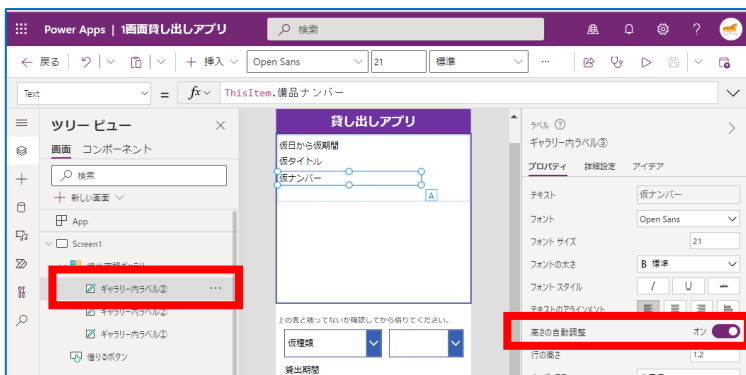 Power Apps | 1画面貸し出しアプリ
検索
戻る
挿入
Open Sans
21
標準
...
Text
=
fx
ThisItem.備品ナンバー
ツリー ビュー
画面
コンポーネント
検索
新しい画面
App
Screen1
ギャラリー内ラベル③
...
ギャラリー内ラベル②
ギャラリー内ラベル①
借りるボタン
貸し出しアプリ
仮日から仮期間
仮タイトル
仮ナンバー
A
上の表と被ってないか確認してから借りてください。
仮種類
貸出期間
ラベル
ギャラリー内ラベル③
プロパティ
詳細設定
アイデア
テキスト
仮ナンバー
フォント
Open Sans
フォント サイズ
21
フォントの太さ
B 標準
フォント スタイル
/
U
テキストのアラインメント
高さの自動調整
オン
行の高さ
1.2